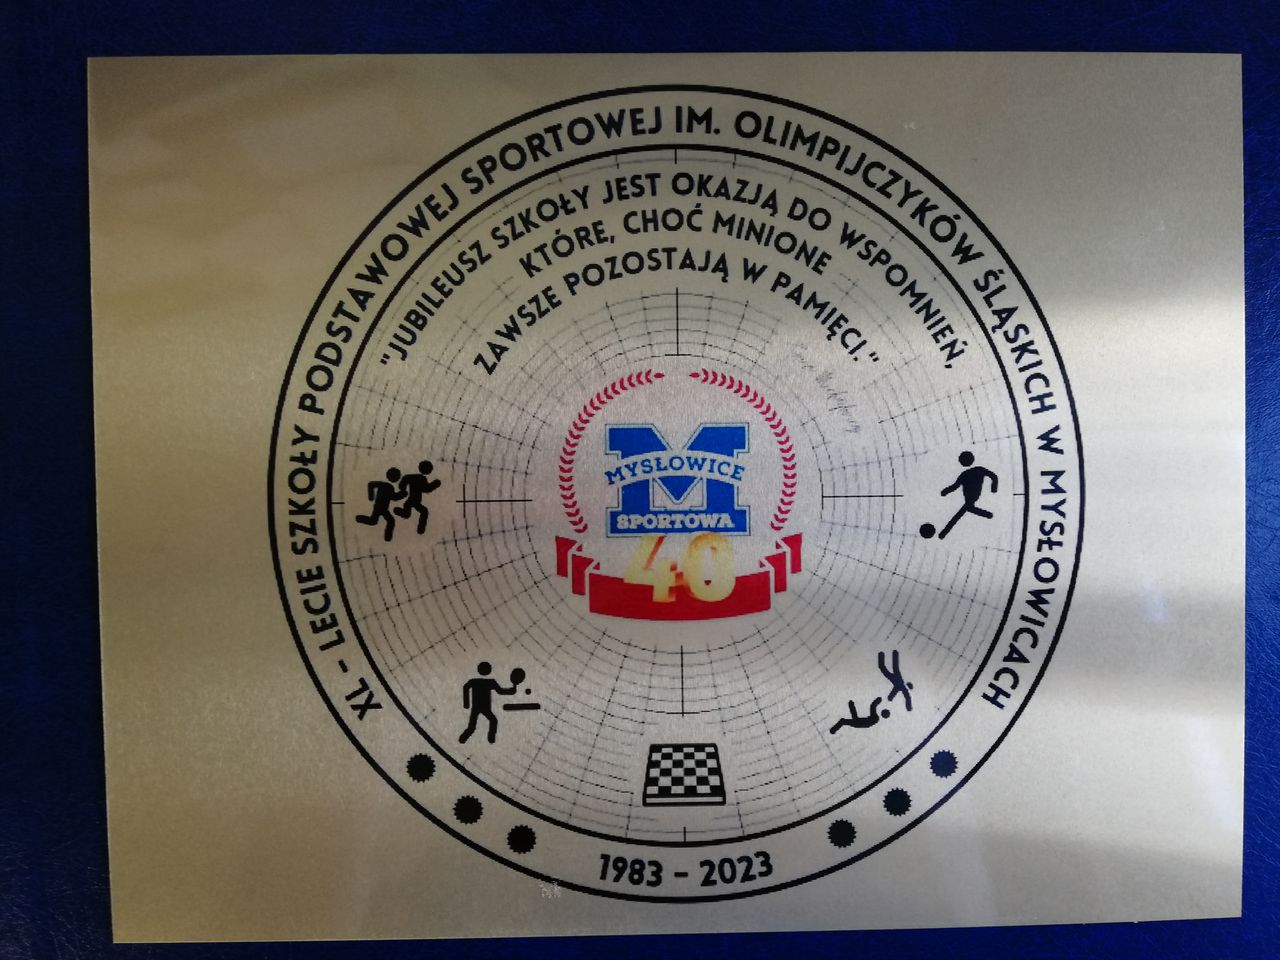 XL - LECIE SZKOŁY PODSTAWOWEJ SPORTOWEJ IM. OLIMPIJCZYKÓW ŚLĄSKICH W MYSŁOWICACH
"JUBILEUSZ SZKOŁY JEST OKAZJĄ DO WSPOMNIEŃ,
KTÓRE, CHOĆ MINIONE
ZAWSZE POZOSTAJĄ W PAMIĘCI."
M
MYSŁOWICE
SPORTOWA
40
1983 - 2023